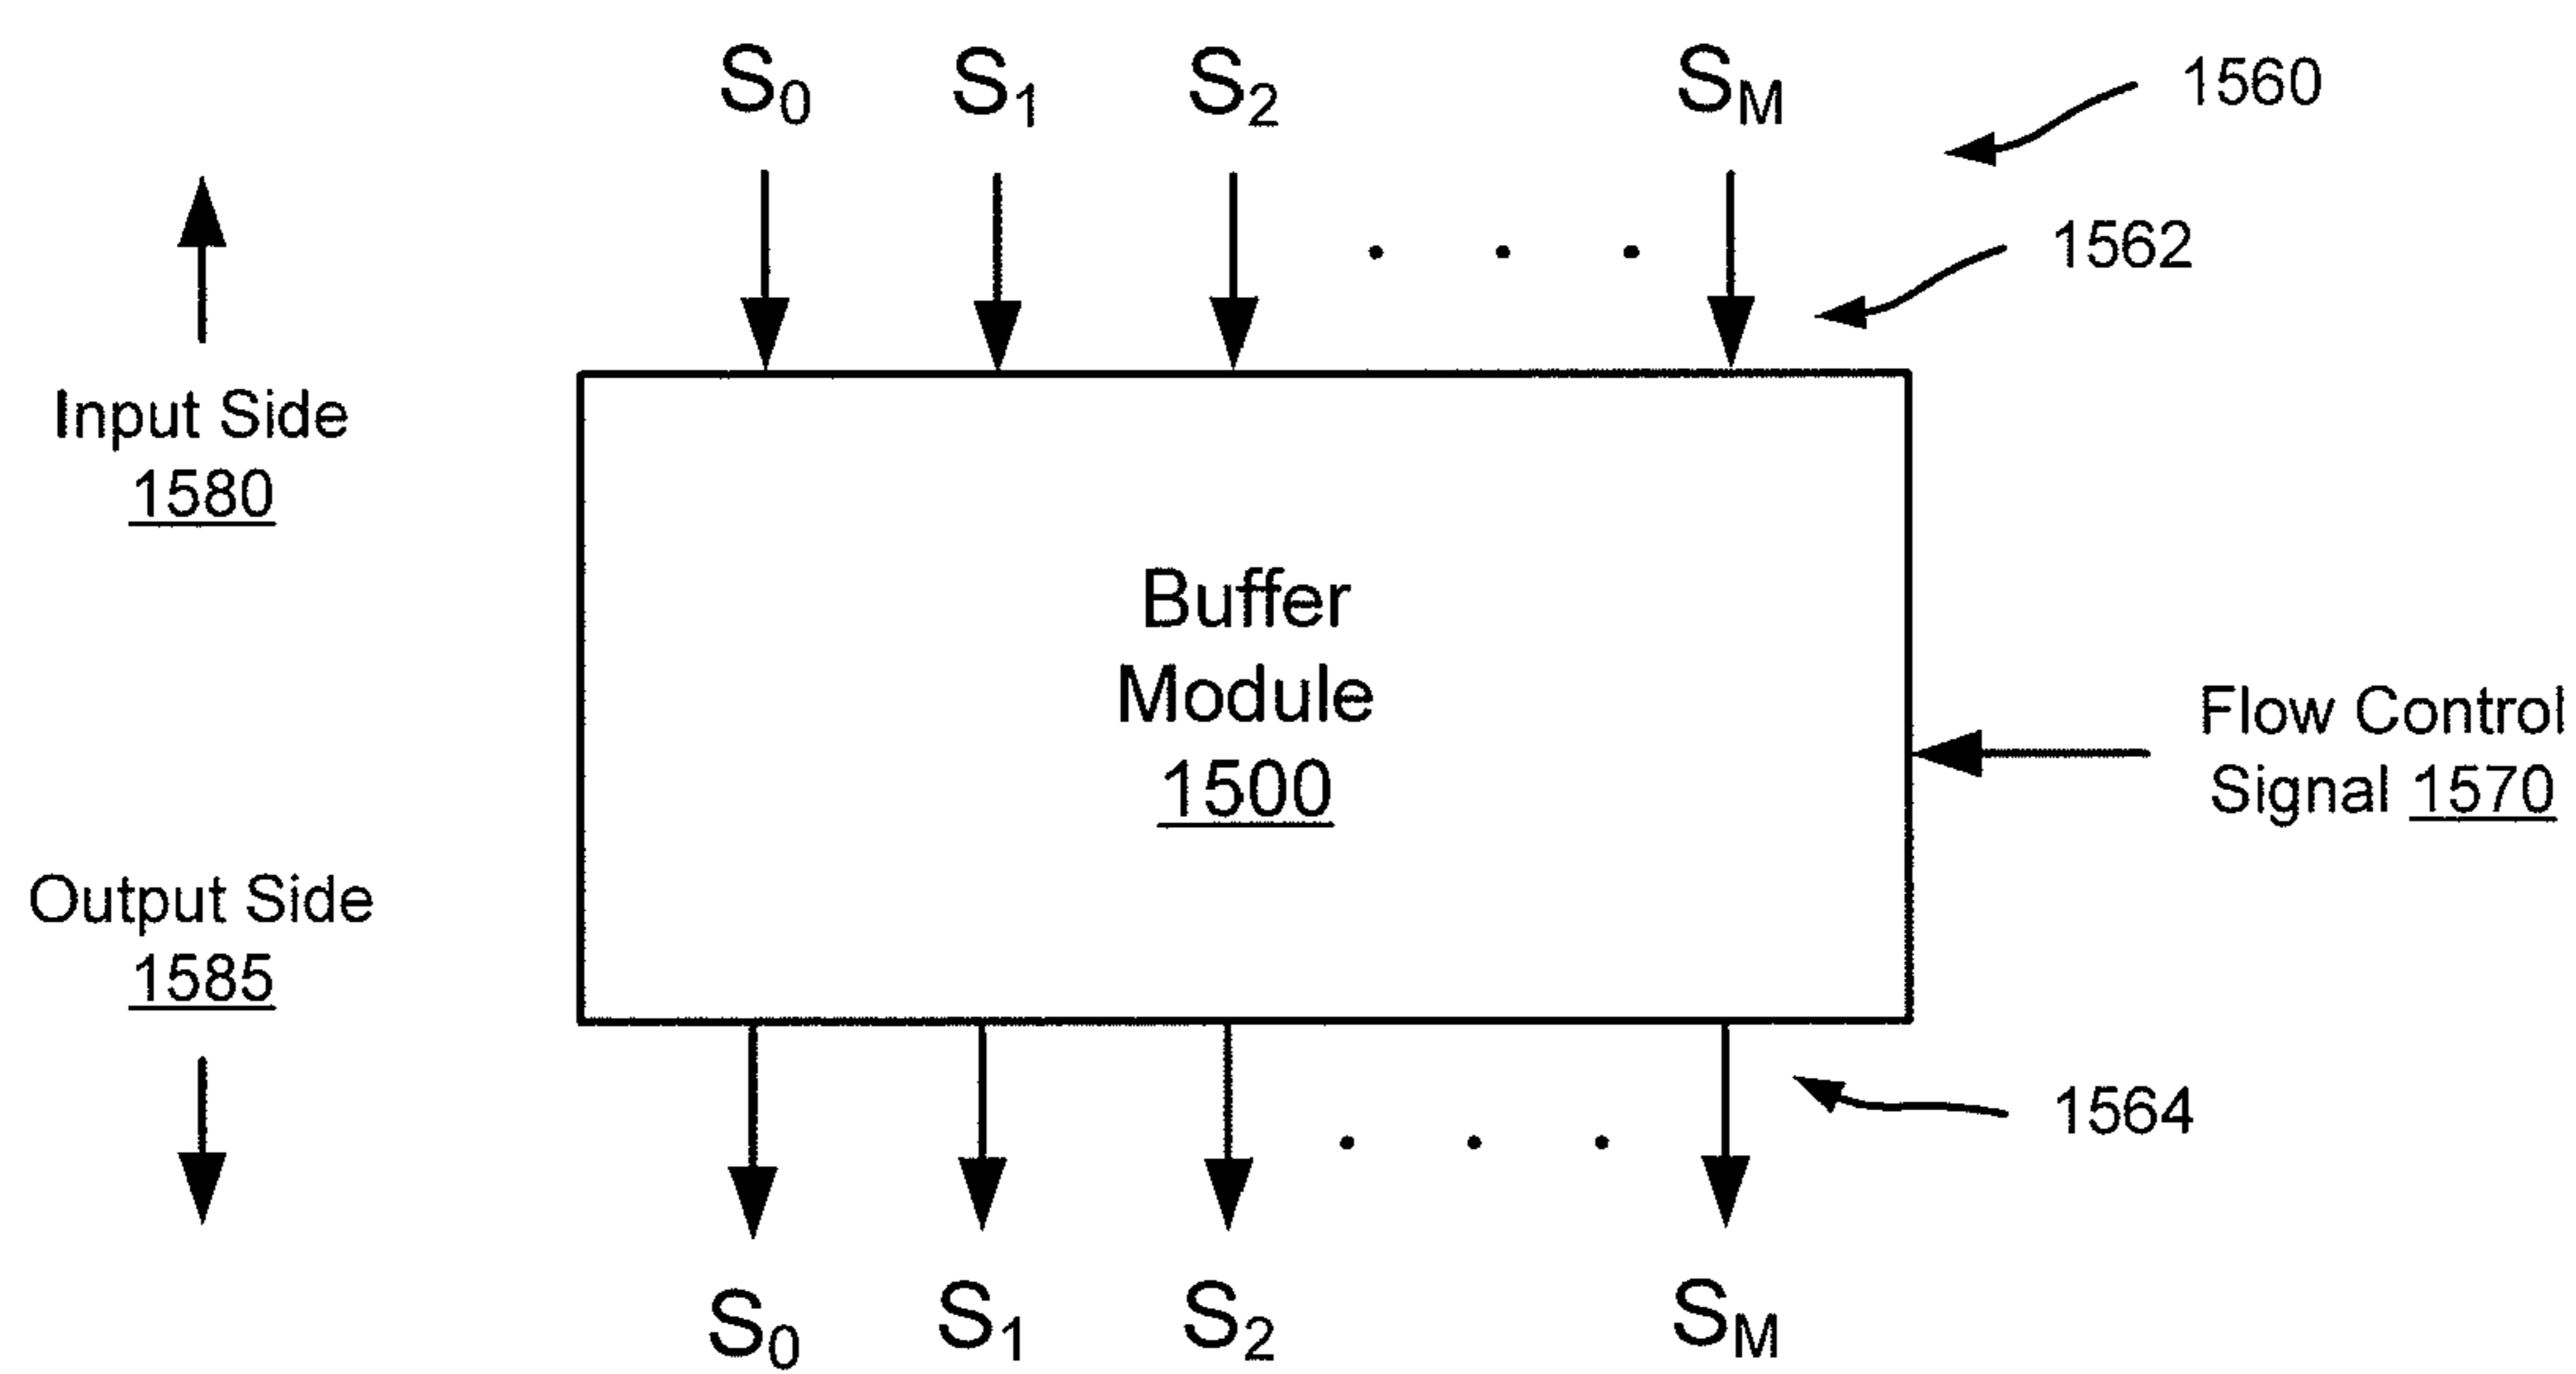 S0 S1 S2 SM
1560
1562
Input Side
1580
Buffer
Module
1500
Flow Control
Signal 1570
Output Side
1585
1564
S0 S1 S2 SM